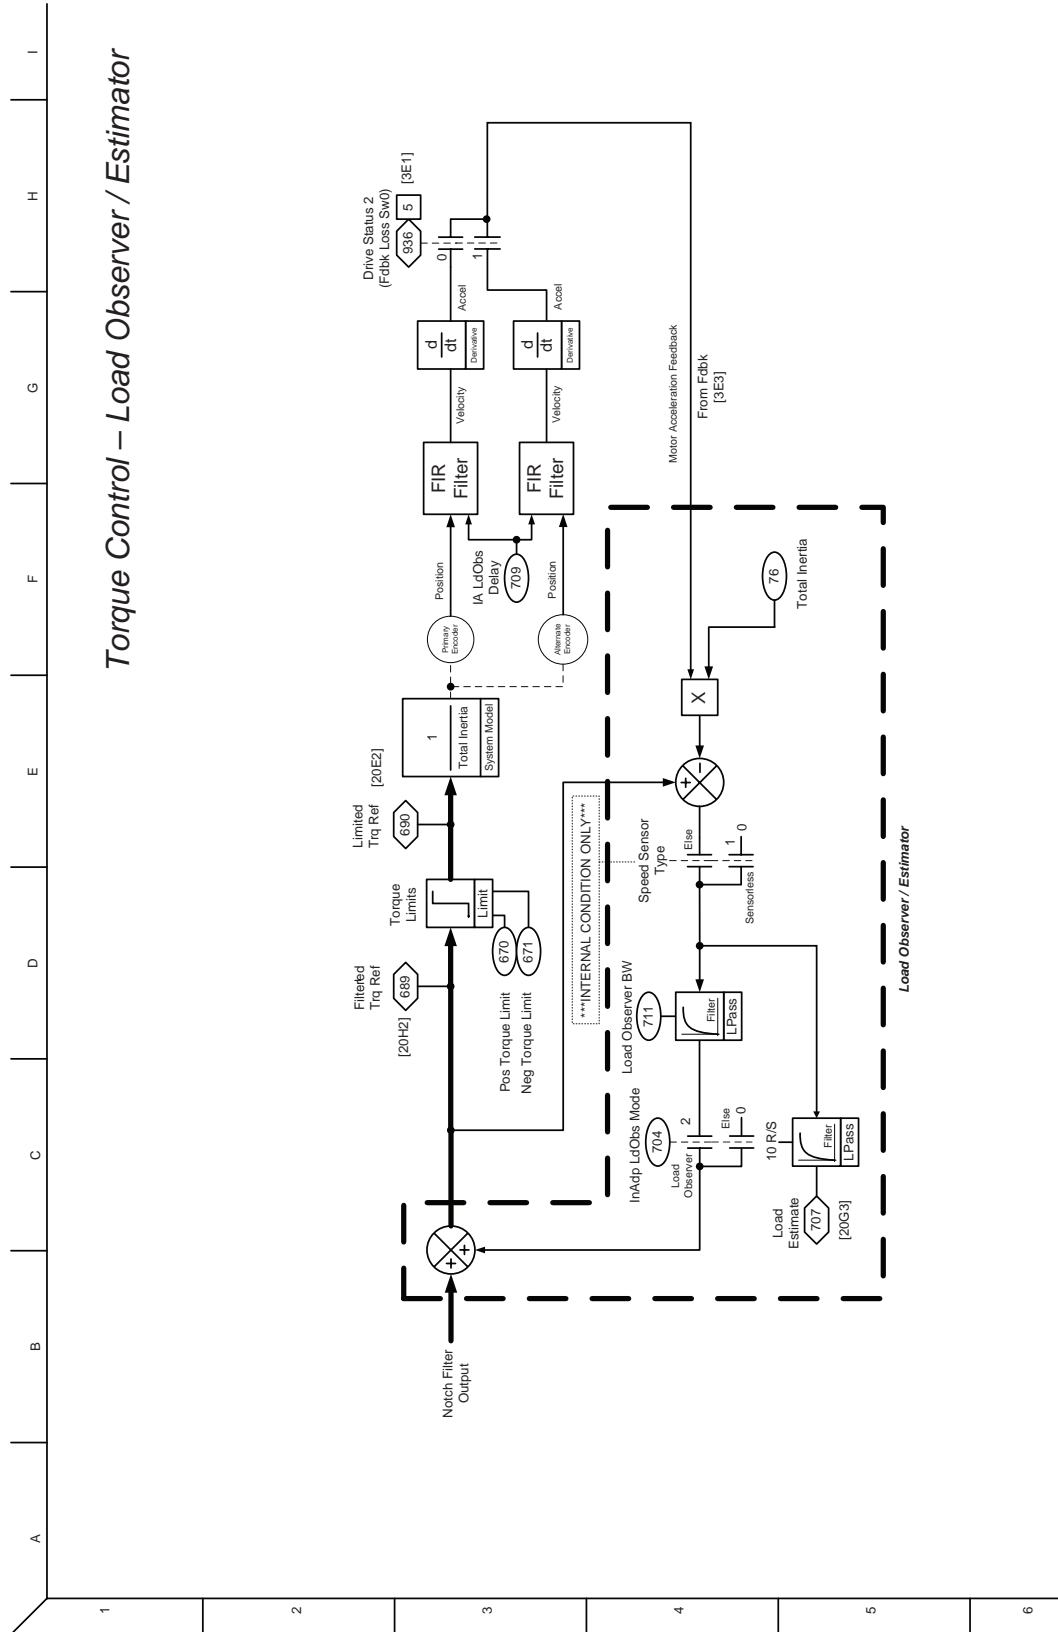 Torque Control – Load Observer / Estimator
A
B
C
D
E
F
G
H
I
1
2
3
4
5
6
Notch Filter
Output
+
+
[20H2]
Filtered
Trq Ref
689
Torque
Limits
Limit
670
671
Pos Torque Limit
Neg Torque Limit
Limited
Trq Ref
690
[20E2]
1
Total Inertia
System Model
Primary
Encoder
Alternate
Encoder
Position
Position
IA LdObs
Delay
709
FIR
Filter
FIR
Filter
Velocity
Velocity
d
dt
Derivative
d
dt
Derivative
Accel
Accel
Drive Status 2
(Fdbk Loss Sw0)
936
5
[3E1]
0
1
Motor Acceleration Feedback
From Fdbk
[3E3]
76
Total Inertia
X
+
–
***INTERNAL CONDITION ONLY***
Speed Sensor
Type
Else
Sensorless
1
0
Load Observer BW
711
Filter
LPass
InAdp LdObs Mode
704
Load
Observer
2
Else
0
10 R/S
Filter
LPass
Load
Estimate
707
[20G3]
Load Observer / Estimator